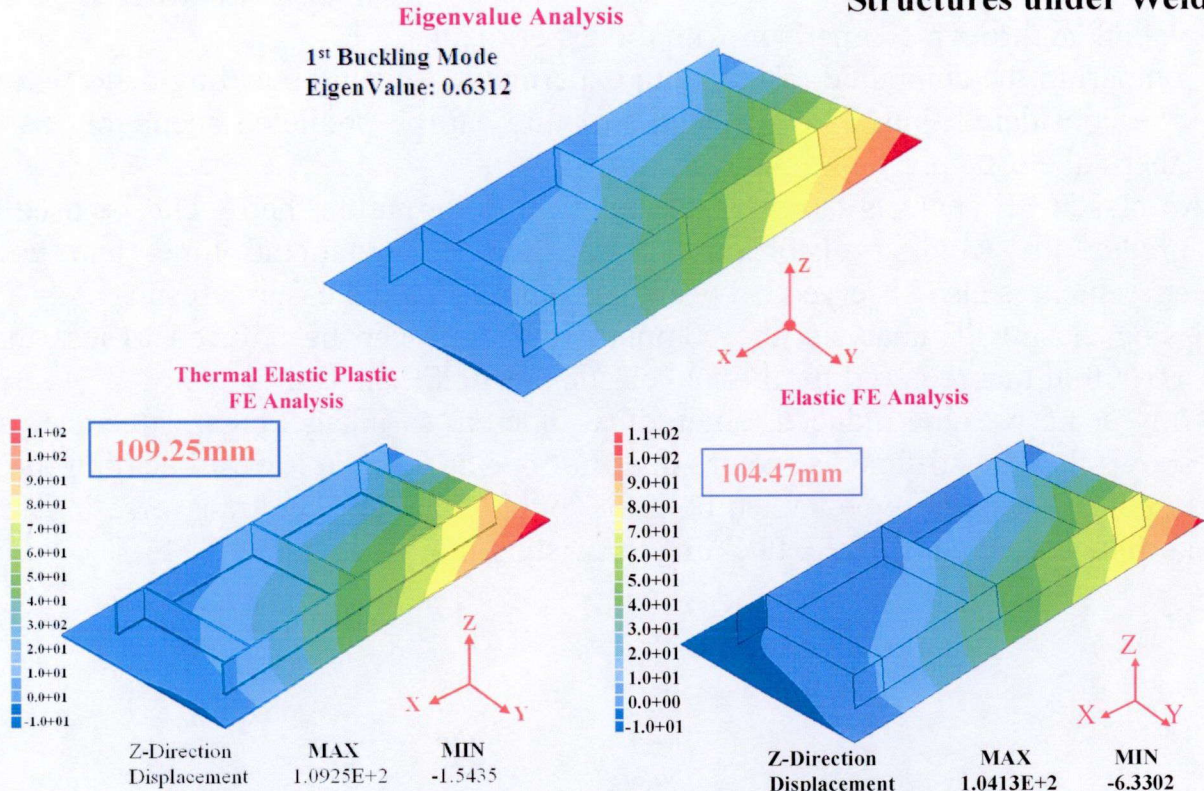 Structures under Weld
Eigenvalue Analysis
1st Buckling Mode
EigenValue: 0.6312
Z
X
Y
Thermal Elastic Plastic
FE Analysis
109.25mm
1.1+02
1.0+02
9.0+01
8.0+01
7.0+01
6.0+01
5.0+01
4.0+01
3.0+02
2.0+01
1.0+01
0.0+01
-1.0+01
Z
X
Y
Z-Direction MAX MIN
Displacement 1.0925E+2 -1.5435
Elastic FE Analysis
104.47mm
1.1+02
1.0+02
9.0+01
8.0+01
7.0+01
6.0+01
5.0+01
4.0+01
3.0+01
2.0+01
1.0+01
0.0+00
-1.0+01
Z
X
Y
Z-Direction MAX MIN
Displacement 1.0413E+2 -6.3302